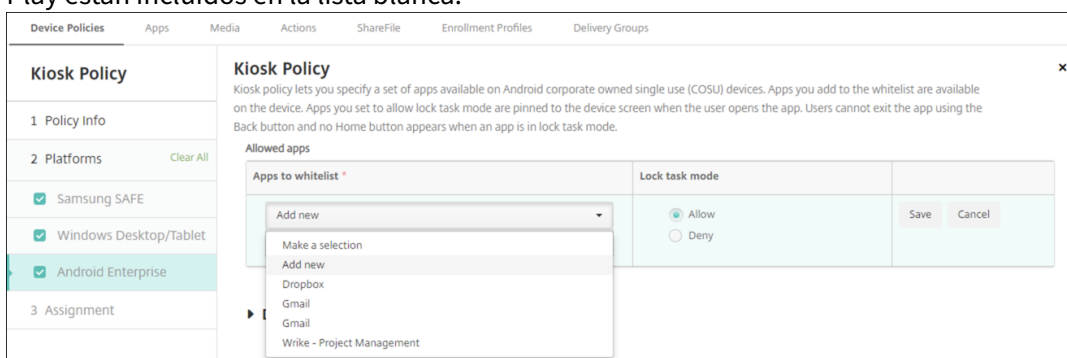 Play están incluidos en la lista blanca.
Device Policies Apps Media Actions ShareFile Enrollment Profiles Delivery Groups
Kiosk Policy
1 Policy Info
2 Platforms Clear All
Samsung SAFE
Windows Desktop/Tablet
Android Enterprise
3 Assignment
Kiosk Policy
Kiosk policy lets you specify a set of apps available on Android corporate owned single use (COSU) devices. Apps you add to the whitelist are available
on the device. Apps you set to allow lock task mode are pinned to the device screen when the user opens the app. Users cannot exit the app using the
Back button and no Home button appears when an app is in lock task mode.
Allowed apps
Apps to whitelist * Lock task mode
Add new Allow Save Cancel
Deny
Make a selection
Add new
Dropbox
Gmail
Gmail
Wrike - Project Management